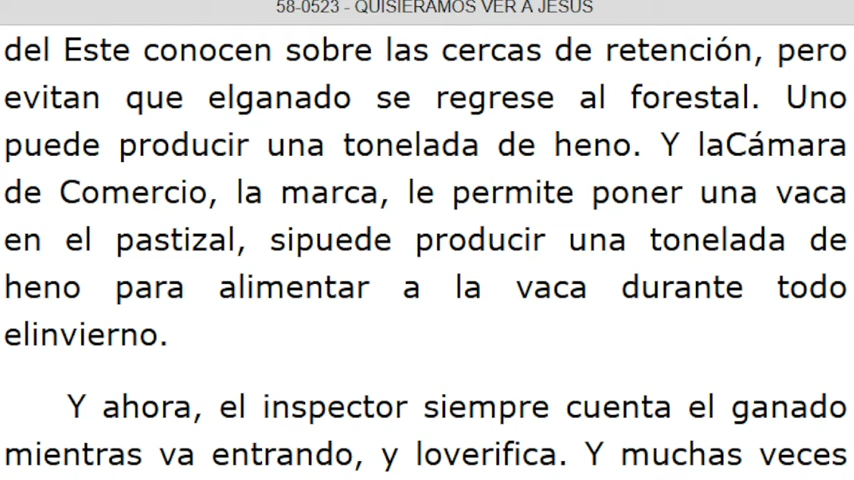 58-0523 - QUISIERAMOS VER A JESUS
del Este conocen sobre las cercas de retención, pero
evitan que elganado se regrese al forestal. Uno
puede producir una tonelada de heno. Y laCámara
de Comercio, la marca, le permite poner una vaca
en el pastizal, sipuede producir una tonelada de
heno para alimentar a la vaca durante todo
elinvierno.
Y ahora, el inspector siempre cuenta el ganado
mientras va entrando, y loverifica. Y muchas veces